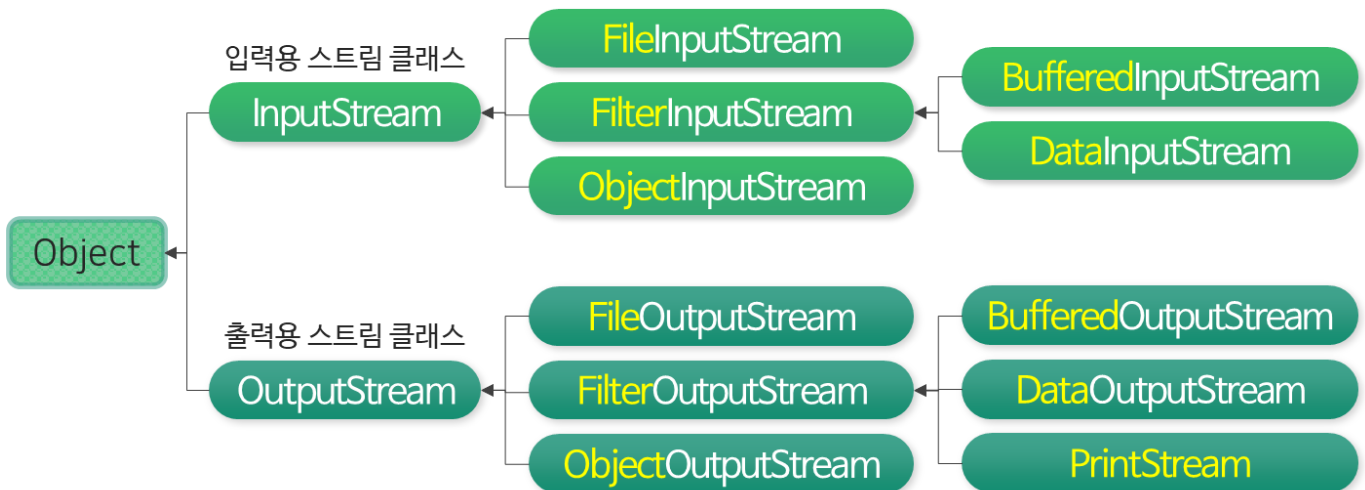 입력용 스트림 클래스
InputStream
FileInputStream
FilterInputStream
ObjectInputStream
BufferedInputStream
DataInputStream
Object
출력용 스트림 클래스
OutputStream
FileOutputStream
FilterOutputStream
ObjectOutputStream
BufferedOutputStream
DataOutputStream
PrintStream